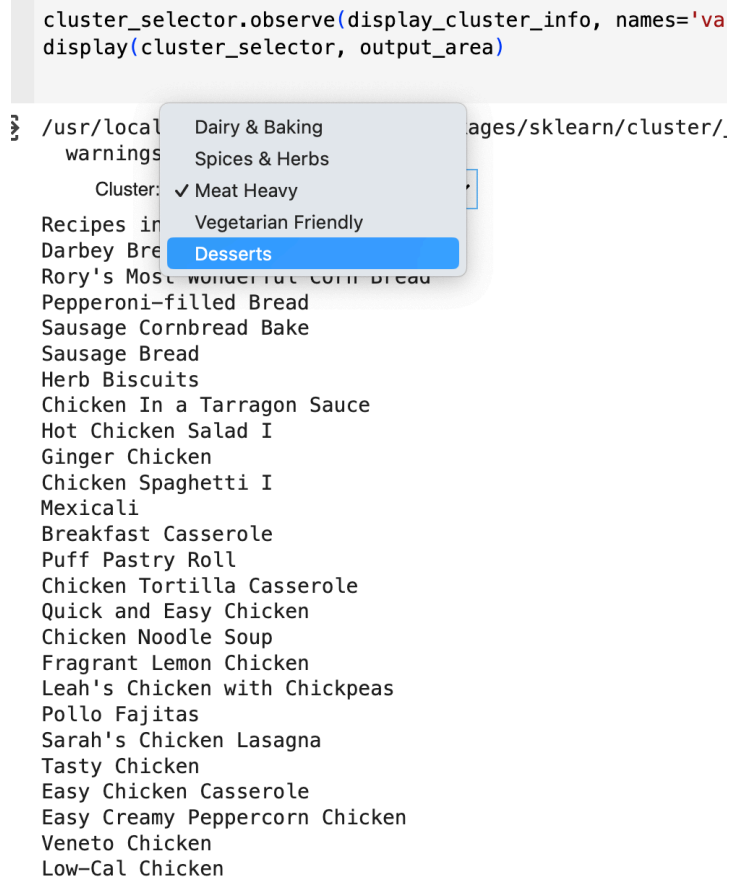 cluster_selector.observe(display_cluster_info, names='va
display(cluster_selector, output_area)
Dairy & Baking
/usr/local ages/sklearn/cluster/_
warnings
Spices & Herbs
Cluster: ✓ Meat Heavy
Recipes in
Vegetarian Friendly
Darbey Bre
Desserts
Rory's Most Wonderful Corn Bread
Pepperoni-filled Bread
Sausage Cornbread Bake
Sausage Bread
Herb Biscuits
Chicken In a Tarragon Sauce
Hot Chicken Salad I
Ginger Chicken
Chicken Spaghetti I
Mexicali
Breakfast Casserole
Puff Pastry Roll
Chicken Tortilla Casserole
Quick and Easy Chicken
Chicken Noodle Soup
Fragrant Lemon Chicken
Leah's Chicken with Chickpeas
Pollo Fajitas
Sarah's Chicken Lasagna
Tasty Chicken
Easy Chicken Casserole
Easy Creamy Peppercorn Chicken
Veneto Chicken
Low-Cal Chicken